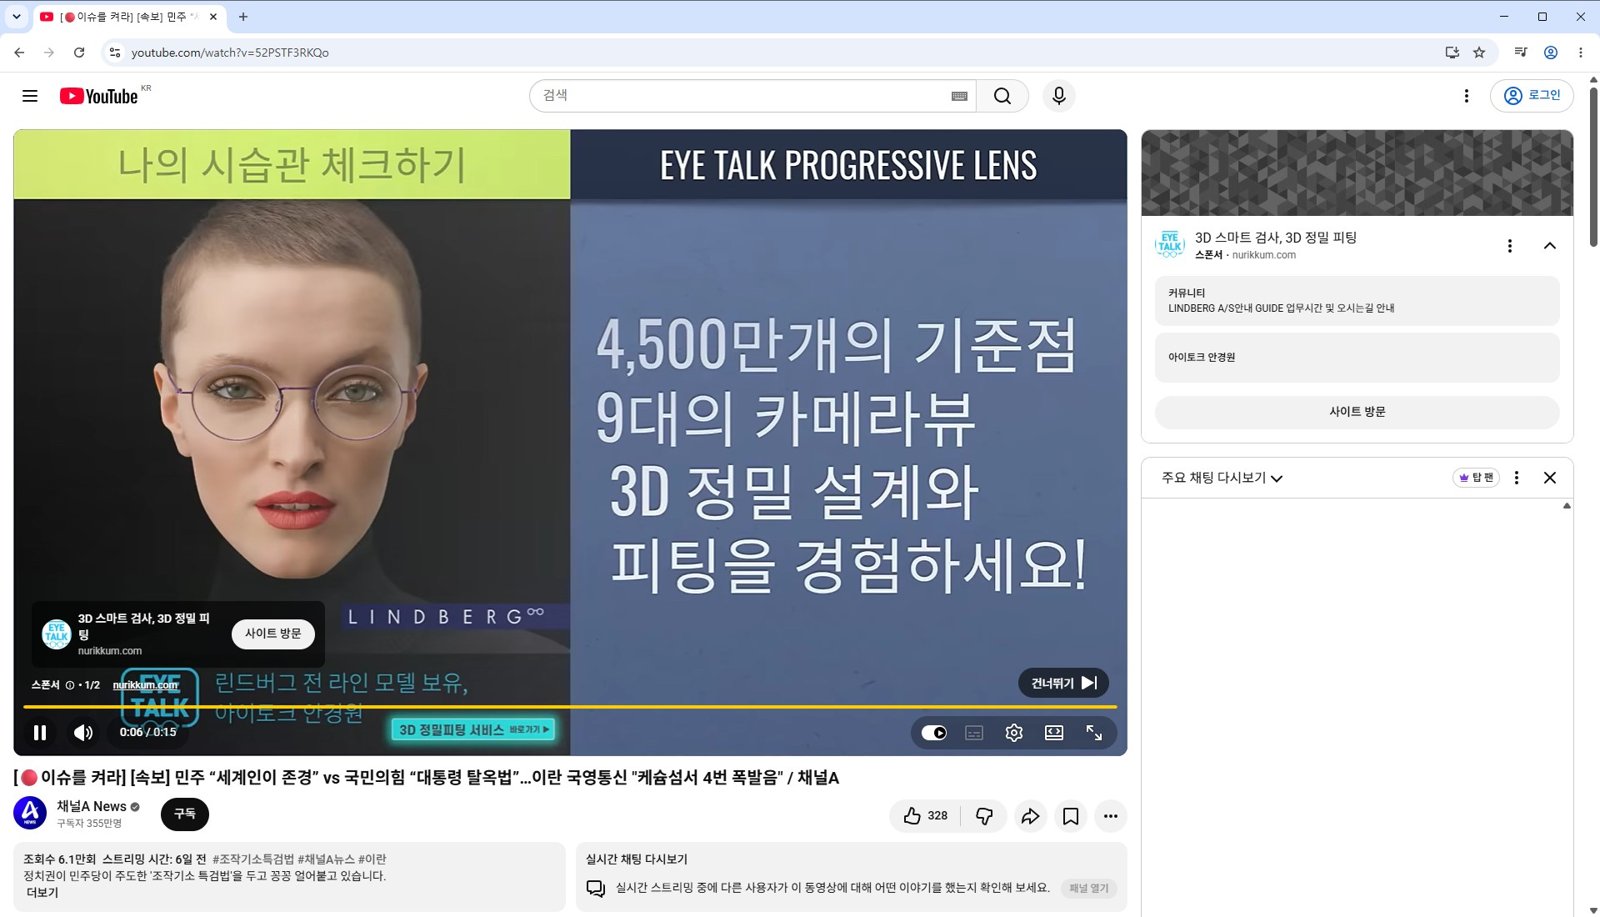 [🔴이슈를 켜라] [속보] 민주 "
youtube.com/watch?v=52PSTF3RKQo
YouTube KR
검색
로그인
나의 시습관 체크하기
EYE TALK PROGRESSIVE LENS
4,500만개의 기준점
9대의 카메라뷰
3D 정밀 설계와
피팅을 경험하세요!
LINDBERG
EYE TALK
3D 스마트 검사, 3D 정밀 피
팅
nurikkum.com
사이트 방문
스폰서 · 1/2 nurikkum.com
EYE
TALK
린드버그 전 라인 모델 보유,
아이토크 안경원
3D 정밀피팅 서비스 바로가기 ▶
건너뛰기
0:06 / 0:15
[🔴이슈를 켜라] [속보] 민주 “세계인이 존경” vs 국민의힘 “대통령 탈옥법”...이란 국영통신 "케슘섬서 4번 폭발음" / 채널A
채널A News
구독자 355만명
구독
328
조회수 6.1만회 스트리밍 시간: 6일 전 #조작기소특검법 #채널A뉴스 #이란
정치권이 민주당이 주도한 '조작기소 특검법'을 두고 꽁꽁 얼어붙고 있습니다.
더보기
실시간 채팅 다시보기
실시간 스트리밍 중에 다른 사용자가 이 동영상에 대해 어떤 이야기를 했는지 확인해 보세요.
패널 열기
EYE
TALK
3D 스마트 검사, 3D 정밀 피팅
스폰서 · nurikkum.com
커뮤니티
LINDBERG A/S안내 GUIDE 업무시간 및 오시는길 안내
아이토크 안경원
사이트 방문
주요 채팅 다시보기
탑 팬